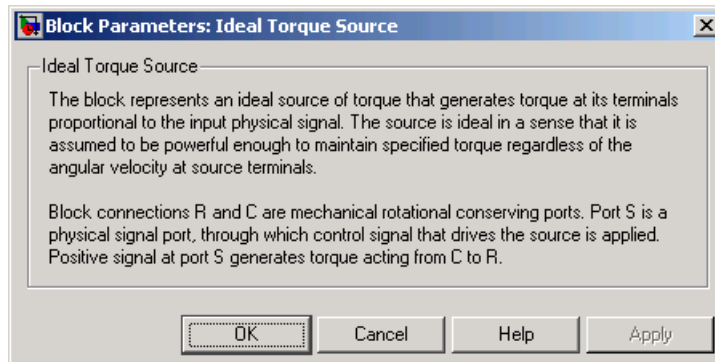 Block Parameters: Ideal Torque Source
Ideal Torque Source
The block represents an ideal source of torque that generates torque at its terminals
proportional to the input physical signal. The source is ideal in a sense that it is
assumed to be powerful enough to maintain specified torque regardless of the
angular velocity at source terminals.
Block connections R and C are mechanical rotational conserving ports. Port S is a
physical signal port, through which control signal that drives the source is applied.
Positive signal at port S generates torque acting from C to R.
OK Cancel Help Apply